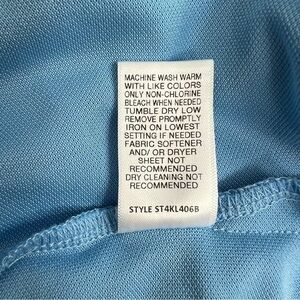 MACHINE WASH WARM
WITH LIKE COLORS
ONLY NON-CHLORINE
BLEACH WHEN NEEDED
TUMBLE DRY LOW
REMOVE PROMPTLY
IRON ON LOWEST
SETTING IF NEEDED
FABRIC SOFTENER
AND/ OR DRYER
SHEET NOT
RECOMMENDED
DRY CLEANING NOT
RECOMMENDED
STYLE ST4KL406B